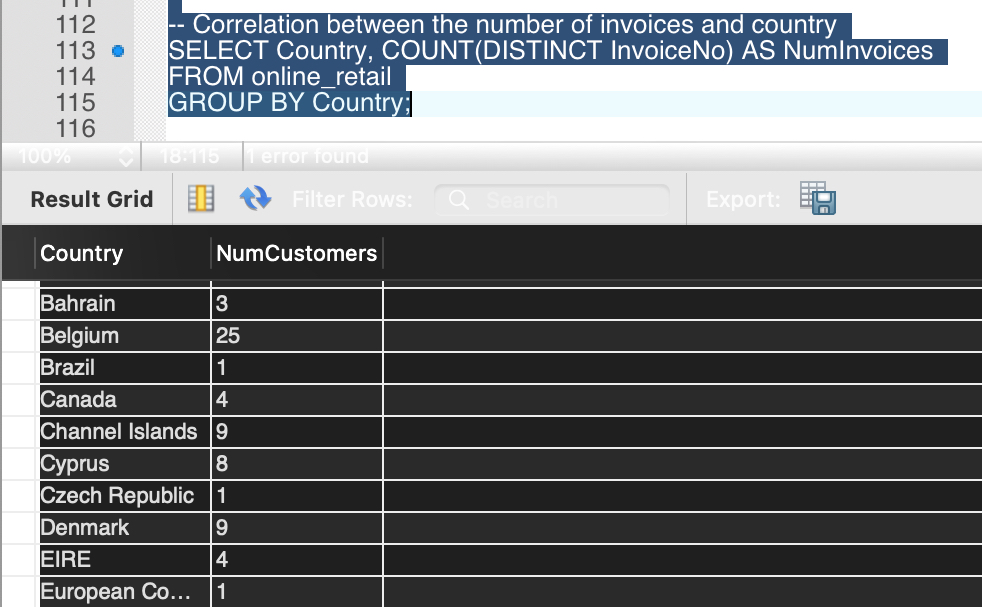 111
112 -- Correlation between the number of invoices and country
113 SELECT Country, COUNT(DISTINCT InvoiceNo) AS NumInvoices
114 FROM online_retail
115 GROUP BY Country;
116
100% 18:115 1 error found
Result Grid Filter Rows: Search Export:
Country NumCustomers
Bahrain 3
Belgium 25
Brazil 1
Canada 4
Channel Islands 9
Cyprus 8
Czech Republic 1
Denmark 9
EIRE 4
European Co... 1